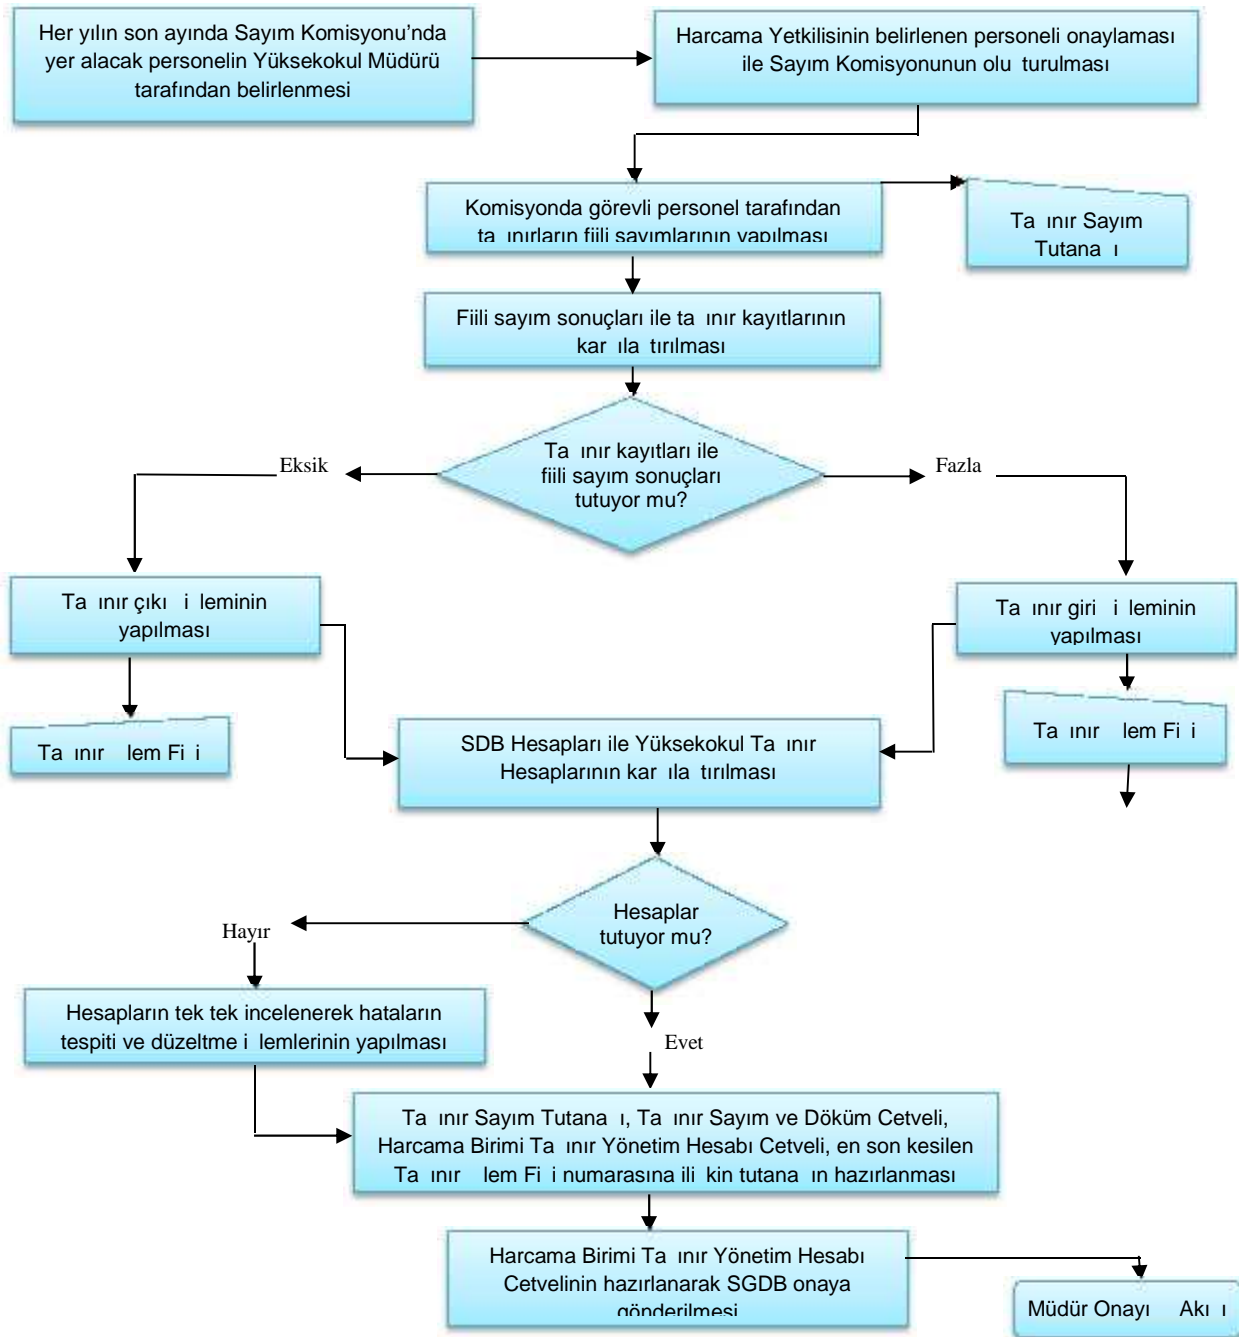 Her yılın son ayında Sayım Komisyonu’nda
yer alacak personelin Yüksekokul Müdürü
tarafından belirlenmesi
Harcama Yetkilisinin belirlenen personeli onaylaması
ile Sayım Komisyonunun olu turulması
Komisyonda görevli personel tarafından
ta ınırların fiili sayımlarının yapılması
Ta ınır Sayım
Tutana ı
Fiili sayım sonuçları ile ta ınır kayıtlarının
kar ıla tırılması
Ta ınır kayıtları ile
fiili sayım sonuçları
tutuyor mu?
Eksik
Fazla
Ta ınır çıkı i leminin
yapılması
Ta ınır giri i leminin
yapılması
Ta ınır lem Fi i
Ta ınır lem Fi i
SDB Hesapları ile Yüksekokul Ta ınır
Hesaplarının kar ıla tırılması
Hesaplar
tutuyor mu?
Hayır
Evet
Hesapların tek tek incelenerek hataların
tespiti ve düzeltme i lemlerinin yapılması
Ta ınır Sayım Tutana ı, Ta ınır Sayım ve Döküm Cetveli,
Harcama Birimi Ta ınır Yönetim Hesabı Cetveli, en son kesilen
Ta ınır lem Fi i numarasına ili kin tutana ın hazırlanması
Harcama Birimi Ta ınır Yönetim Hesabı
Cetvelinin hazırlanarak SGDB onaya
gönderilmesi
Müdür Onayı Akı ı